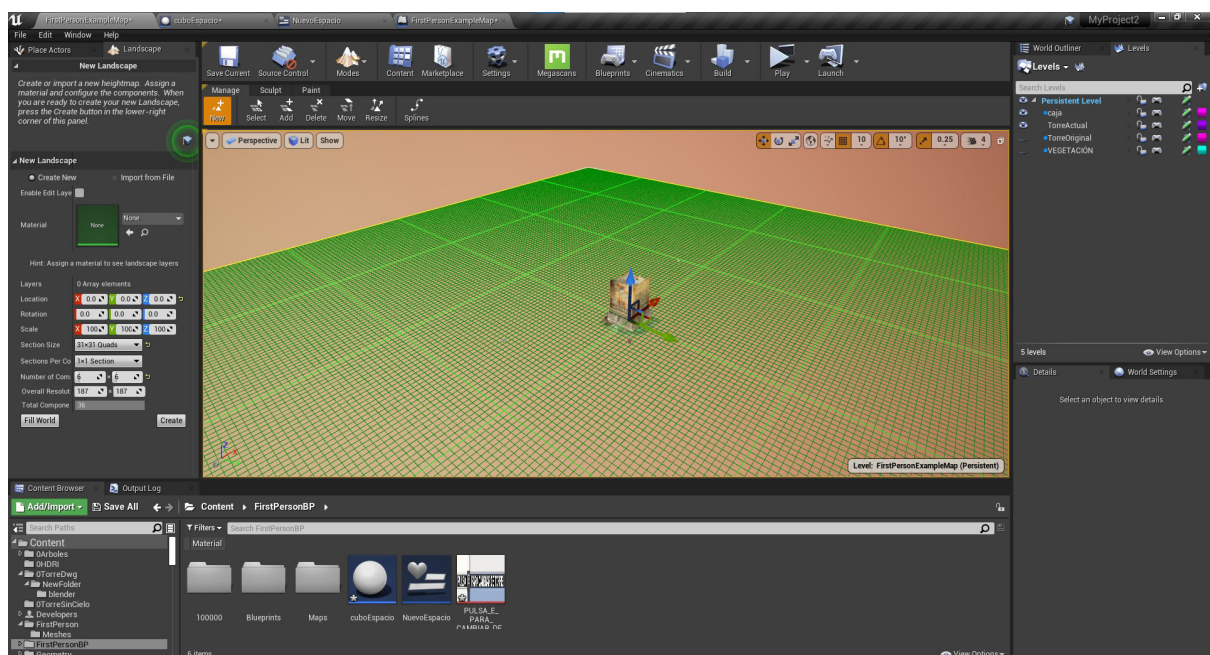 FirstPersonExampleMap•
cuboEspacio•
NuevoEspacio
FirstPersonExampleMap•
MyProject2
File Edit Window Help
Place Actors
Landscape
New Landscape
Create or import a new heightmap. Assign a
material and configure the components. When
you are ready to create your new Landscape,
press the Create button in the lower-right
corner of this panel.
New Landscape
Create New Import from File
Enable Edit Laye
Material None None
Hint: Assign a material to see landscape layers
Layers 0 Array elements
Location X 0.0 Y 0.0 Z 0.0
Rotation 0.0 0.0 0.0
Scale X 100. Y 100. Z 100.
Section Size 31×31 Quads
Sections Per Co 1×1 Section
Number of Com 6 × 6
Overall Resolut 187 × 187
Total Compone 36
Fill World Create
Save Current Source Control Modes Content Marketplace Settings Megascans Blueprints Cinematics Build Play Launch
Manage Sculpt Paint
New Select Add Delete Move Resize Splines
Perspective Lit Show
10 10° 0.25 4
Z
X
Level: FirstPersonExampleMap (Persistent)
World Outliner Levels
Levels
Search Levels
Persistent Level
caja
TorreActual
TorreOriginal
VEGETACIÓN
5 levels View Options
Details World Settings
Select an object to view details.
Content Browser Output Log
Add/Import Save All Content FirstPersonBP
Search Paths
Content
0Arboles
0HDRI
0TorreDwg
NewFolder
blender
0TorreSinCielo
Developers
FirstPerson
Meshes
FirstPersonBP
Geometry
Filters Search FirstPersonBP
Material
100000 Blueprints Maps cuboEspacio NuevoEspacio
PULSA_E_
PARA_
CAMBIAR_DE_
6 items View Options